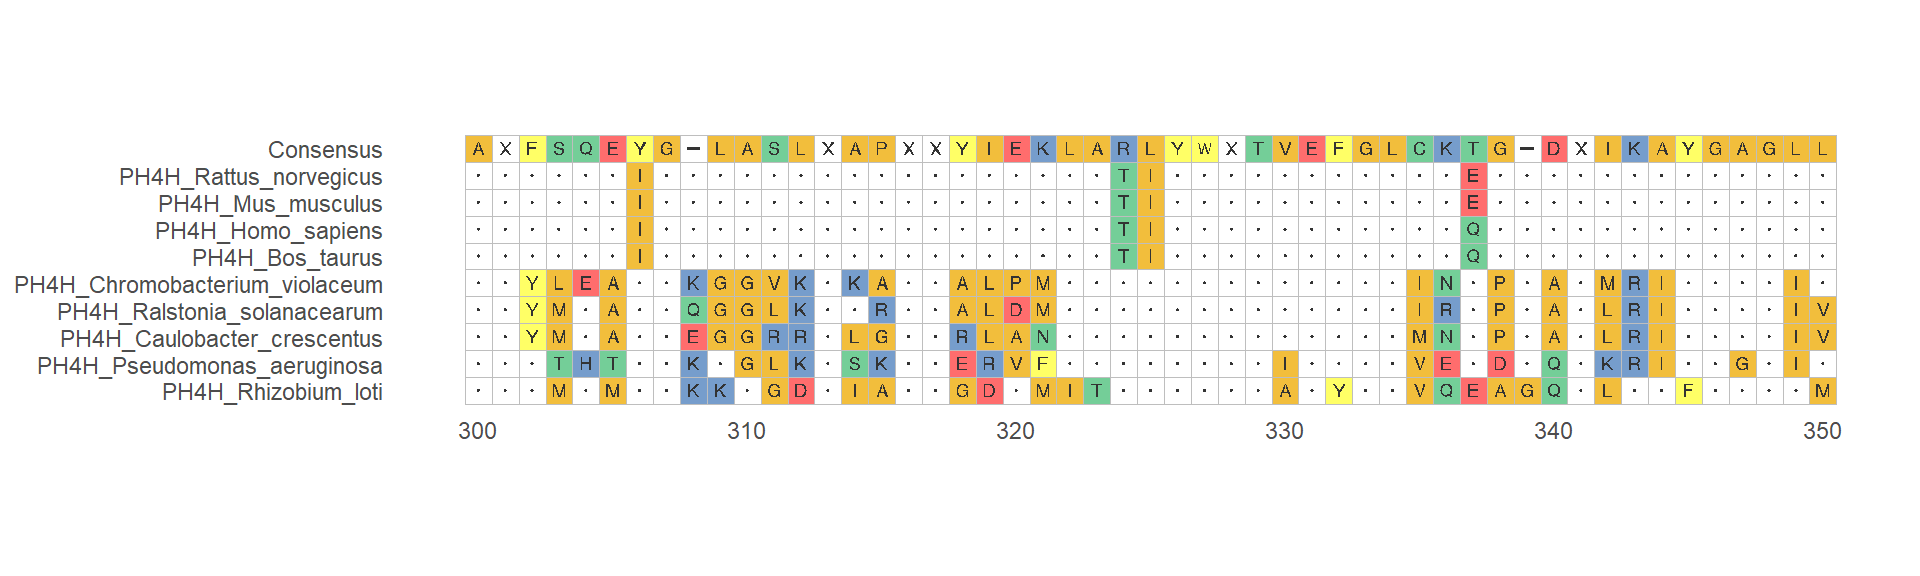 Consensus A X F S Q E Y G - L A S L X A P X X Y I E K L A R L Y W X T V E F G L C K T G - D X I K A Y G A G L L
PH4H_Rattus_norvegicus · · · · · · I · · · · · · · · · · · · · · · · · T I · · · · · · · · · · · E · · · · · · · · · · · · ·
PH4H_Mus_musculus · · · · · · I · · · · · · · · · · · · · · · · · T I · · · · · · · · · · · E · · · · · · · · · · · · ·
PH4H_Homo_sapiens · · · · · · I · · · · · · · · · · · · · · · · · T I · · · · · · · · · · · Q · · · · · · · · · · · · ·
PH4H_Bos_taurus · · · · · · I · · · · · · · · · · · · · · · · · T I · · · · · · · · · · · Q · · · · · · · · · · · · ·
PH4H_Chromobacterium_violaceum · · Y L E A · · K G G V K · K A · · A L P M · · · · · · · · · · · · · I N · P · A · M R I · · · · I ·
PH4H_Ralstonia_solanacearum · · Y M · A · · Q G G L K · · R · · A L D M · · · · · · · · · · · · · I R · P · A · L R I · · · · I V
PH4H_Caulobacter_crescentus · · Y M · A · · E G G R R · L G · · R L A N · · · · · · · · · · · · · M N · P · A · L R I · · · · I V
PH4H_Pseudomonas_aeruginosa · · · T H T · · K · G L K · S K · · E R V F · · · · · · · · I · · · · V E · D · Q · K R I · · G · I ·
PH4H_Rhizobium_loti · · · M · M · · K K · G D · I A · · G D · M I T · · · · · · A · Y · · V Q E A G Q · L · · F · · · · M
300 310 320 330 340 350